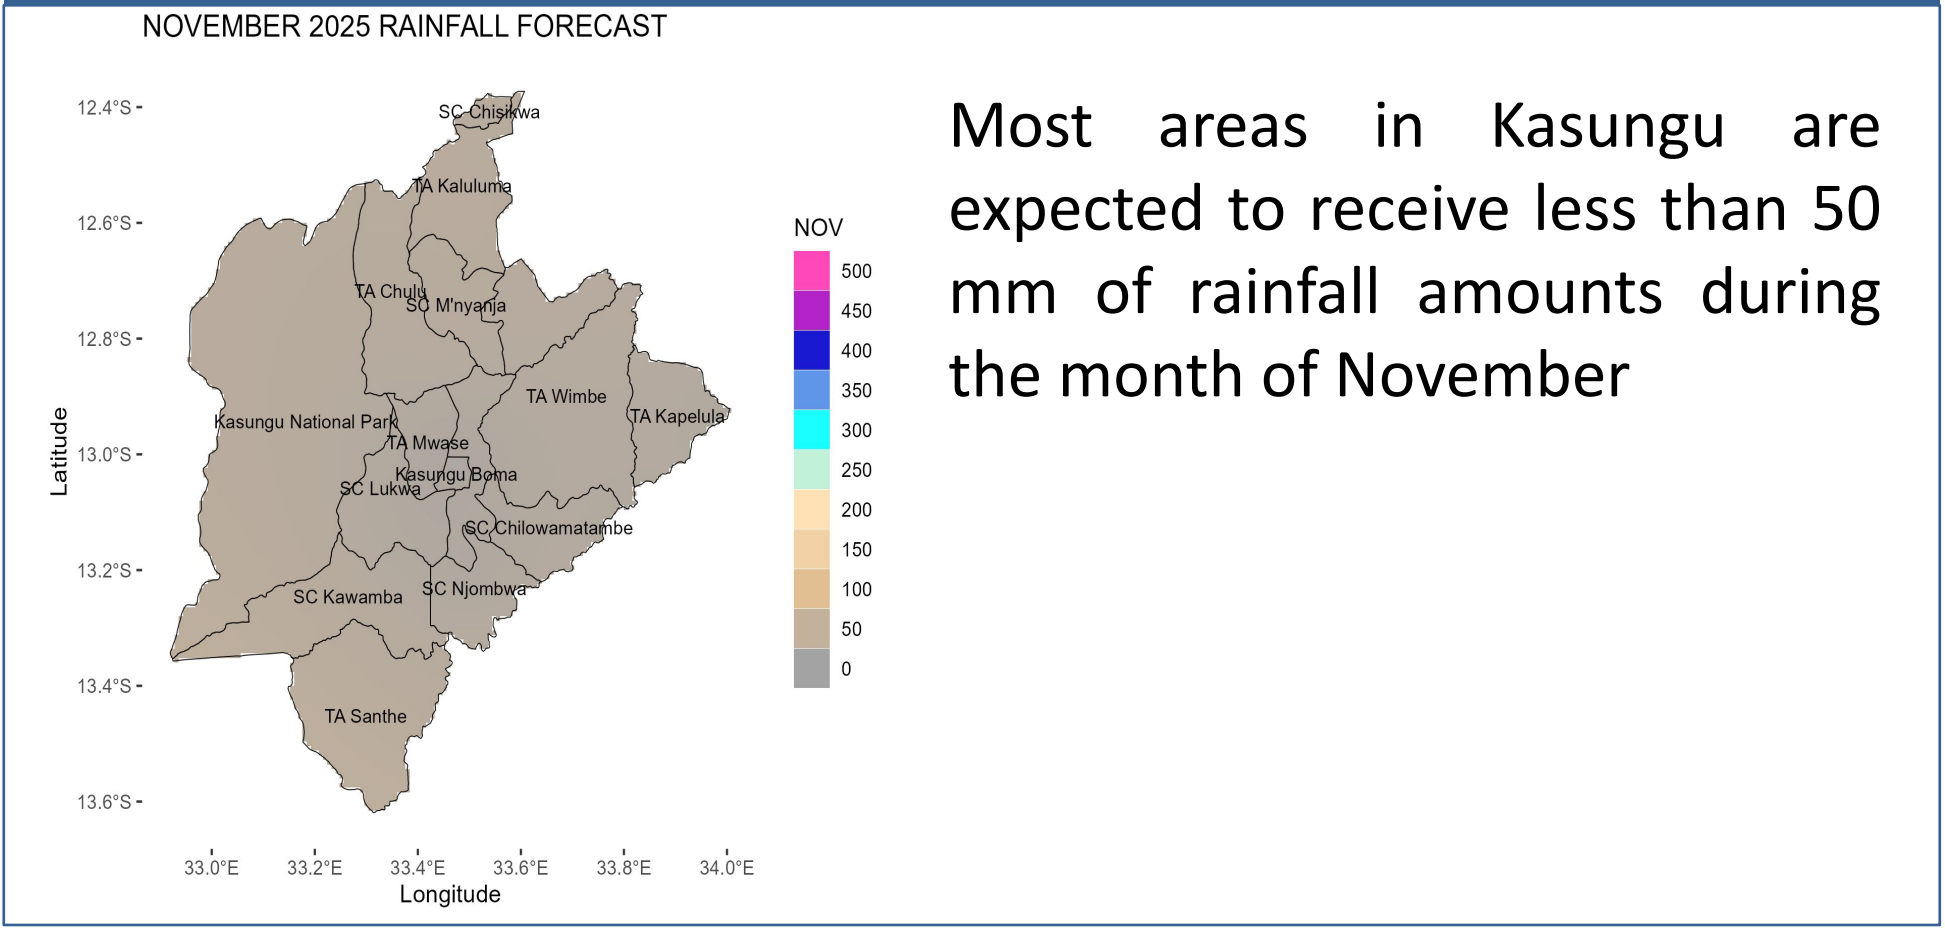 NOVEMBER 2025 RAINFALL FORECAST
Most areas in Kasungu are
expected to receive less than 50
mm of rainfall amounts during
the month of November
Latitude
12.4°S
12.6°S
12.8°S
13.0°S
13.2°S
13.4°S
13.6°S
SC Chisikwa
TA Kaluluma
TA Chulu
SC M'nyanja
TA Wimbe
TA Kapelula
Kasungu National Park
TA Mwase
Kasungu Boma
SC Lukwa
SC Chilowamatambe
SC Njombwa
SC Kawamba
TA Santhe
NOV
500
450
400
350
300
250
200
150
100
50
0
33.0°E 33.2°E 33.4°E 33.6°E 33.8°E 34.0°E
Longitude